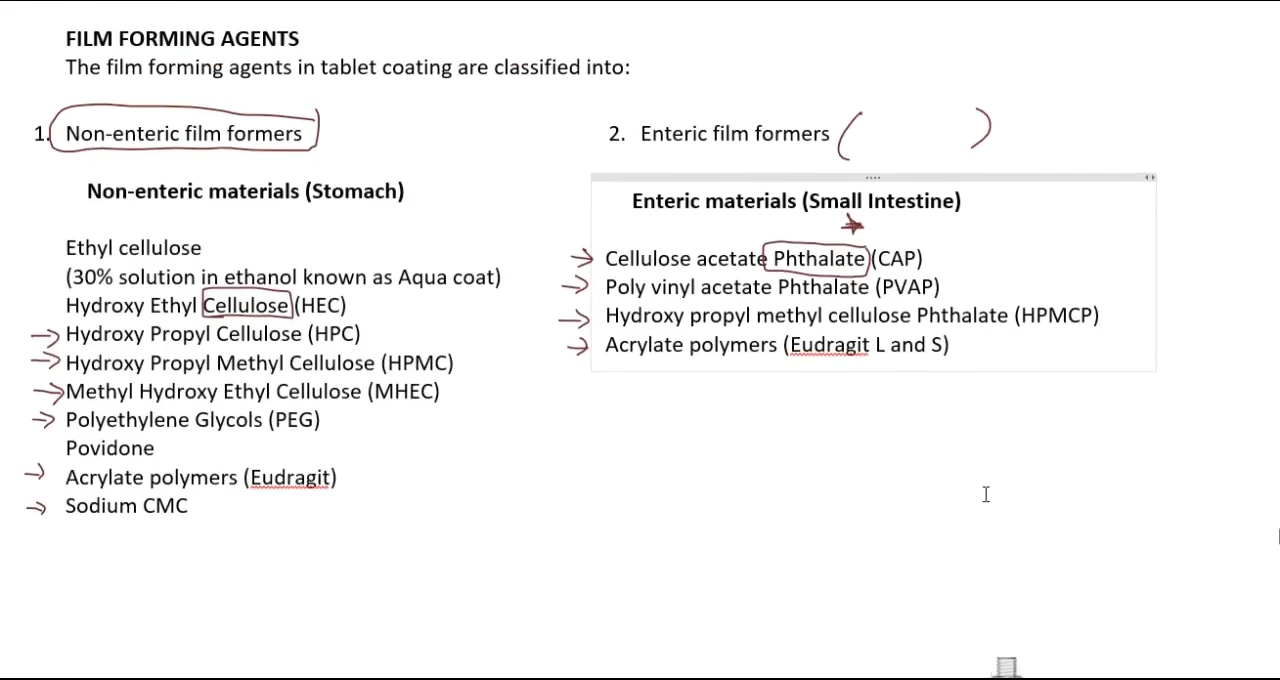 FILM FORMING AGENTS
The film forming agents in tablet coating are classified into:
1. Non-enteric film formers
Non-enteric materials (Stomach)
Ethyl cellulose
(30% solution in ethanol known as Aqua coat)
Hydroxy Ethyl Cellulose (HEC)
Hydroxy Propyl Cellulose (HPC)
Hydroxy Propyl Methyl Cellulose (HPMC)
Methyl Hydroxy Ethyl Cellulose (MHEC)
Polyethylene Glycols (PEG)
Povidone
Acrylate polymers (Eudragit)
Sodium CMC
2. Enteric film formers
Enteric materials (Small Intestine)
Cellulose acetate Phthalate (CAP)
Poly vinyl acetate Phthalate (PVAP)
Hydroxy propyl methyl cellulose Phthalate (HPMCP)
Acrylate polymers (Eudragit L and S)